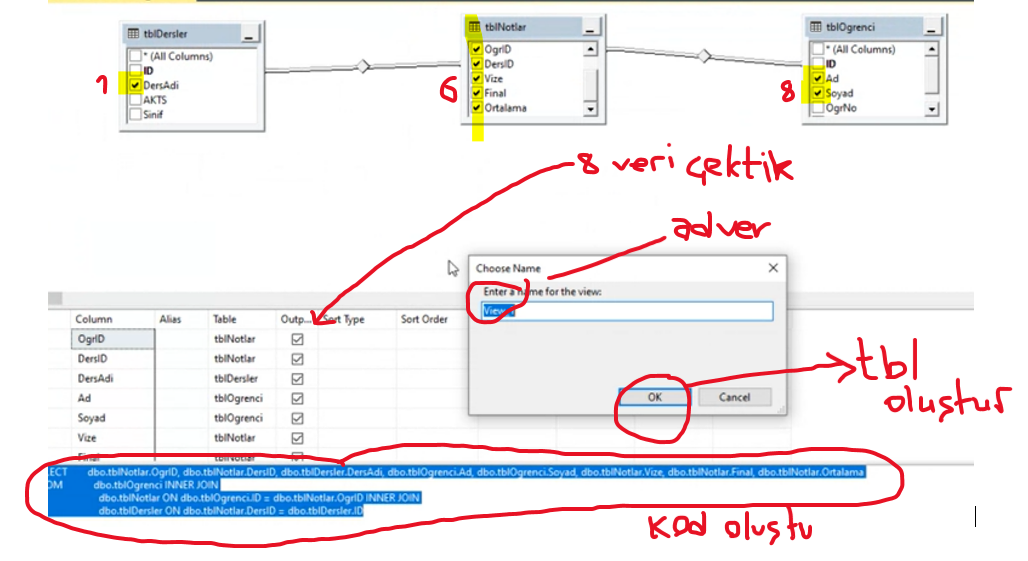 tblDersler
* (All Columns)
ID
DersAdi
AKTS
Sinif
1
tblNotlar
OgrID
DersID
Vize
Final
Ortalama
6
tblOgrenci
* (All Columns)
ID
Ad
Soyad
OgrNo
8
8 veri çektik
ad ver
Choose Name
Enter a name for the view:
OK
Cancel
tbl
oluştur
Column Alias Table Outp... Sort Type Sort Order
OgrID tblNotlar
DersID tblNotlar
DersAdi tblDersler
Ad tblOgrenci
Soyad tblOgrenci
Vize tblNotlar
Final tblNotlar
ECT dbo.tblNotlar.OgrID, dbo.tblNotlar.DersID, dbo.tblDersler.DersAdi, dbo.tblOgrenci.Ad, dbo.tblOgrenci.Soyad, dbo.tblNotlar.Vize, dbo.tblNotlar.Final, dbo.tblNotlar.Ortalama
OM dbo.tblOgrenci INNER JOIN
dbo.tblNotlar ON dbo.tblOgrenci.ID = dbo.tblNotlar.OgrID INNER JOIN
dbo.tblDersler ON dbo.tblNotlar.DersID = dbo.tblDersler.ID
kod oluştu